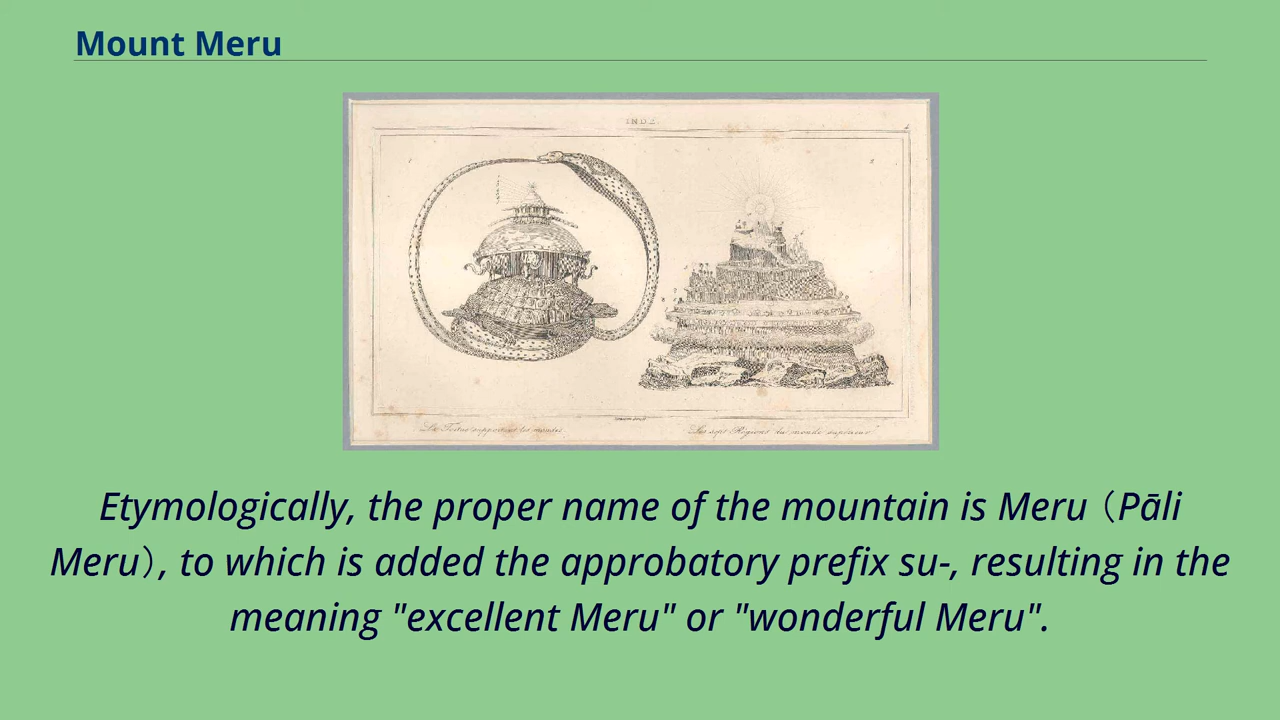 Mount Meru
INDE.
Etymologically, the proper name of the mountain is Meru（Pāli
Meru）, to which is added the approbatory prefix su-, resulting in the
meaning "excellent Meru" or "wonderful Meru".